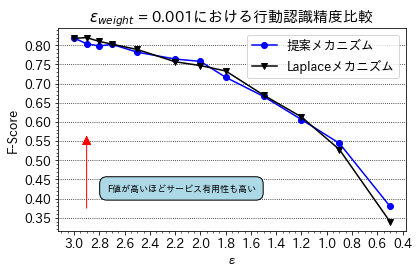 ε_weight = 0.001における行動認識精度比較
提案メカニズム
Laplaceメカニズム
F-Score
0.80
0.75
0.70
0.65
0.60
0.55
0.50
0.45
0.40
0.35
F値が高いほどサービス有用性も高い
3.0 2.8 2.6 2.4 2.2 2.0 1.8 1.6 1.4 1.2 1.0 0.8 0.6 0.4
ε